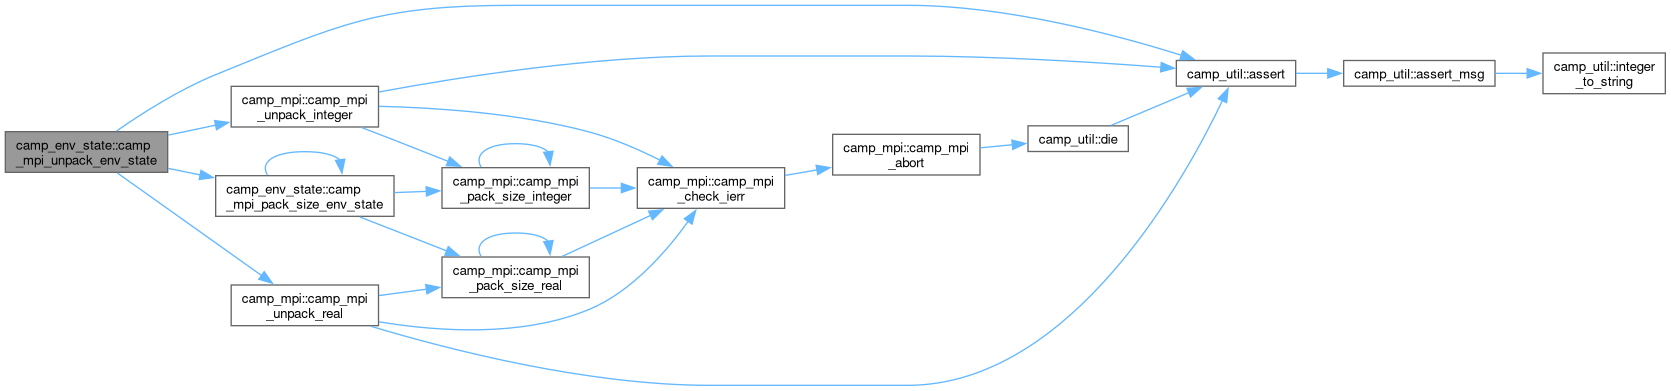 camp_env_state::camp
_mpi_unpack_env_state
camp_mpi::camp_mpi
_unpack_integer
camp_env_state::camp
_mpi_pack_size_env_state
camp_mpi::camp_mpi
_unpack_real
camp_mpi::camp_mpi
_pack_size_integer
camp_mpi::camp_mpi
_pack_size_real
camp_mpi::camp_mpi
_check_ierr
camp_mpi::camp_mpi
_abort
camp_util::die
camp_util::assert
camp_util::assert_msg
camp_util::integer
_to_string